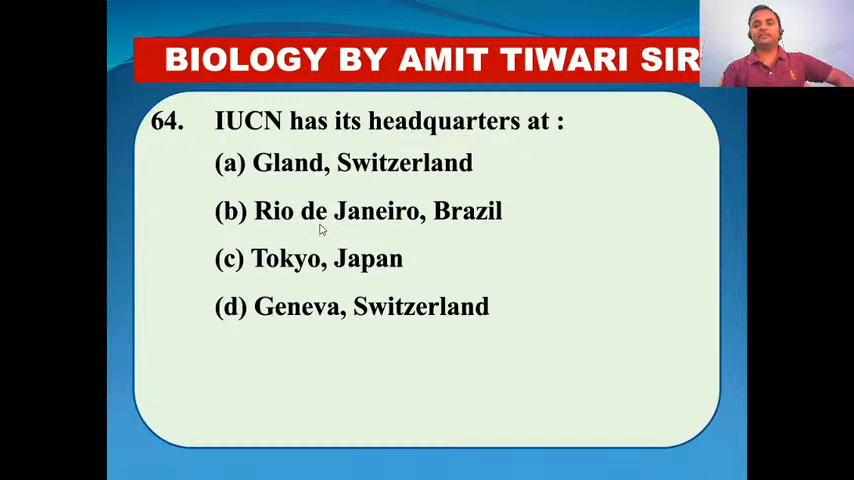 BIOLOGY BY AMIT TIWARI SIR
64. IUCN has its headquarters at :
(a) Gland, Switzerland
(b) Rio de Janeiro, Brazil
(c) Tokyo, Japan
(d) Geneva, Switzerland